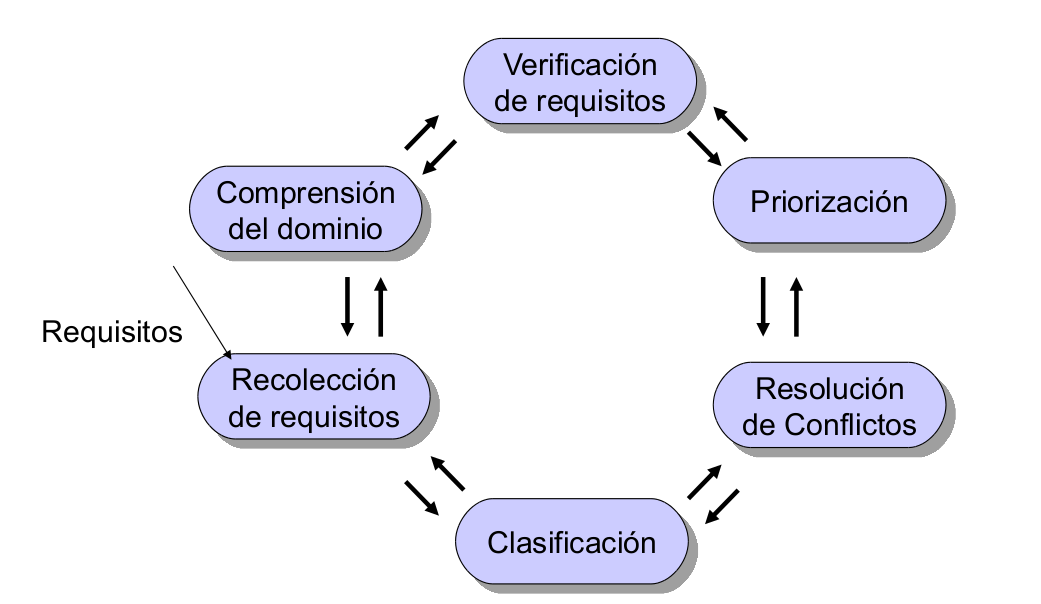 Verificación
de requisitos
Comprensión
del dominio
Priorización
Requisitos
Recolección
de requisitos
Resolución
de Conflictos
Clasificación